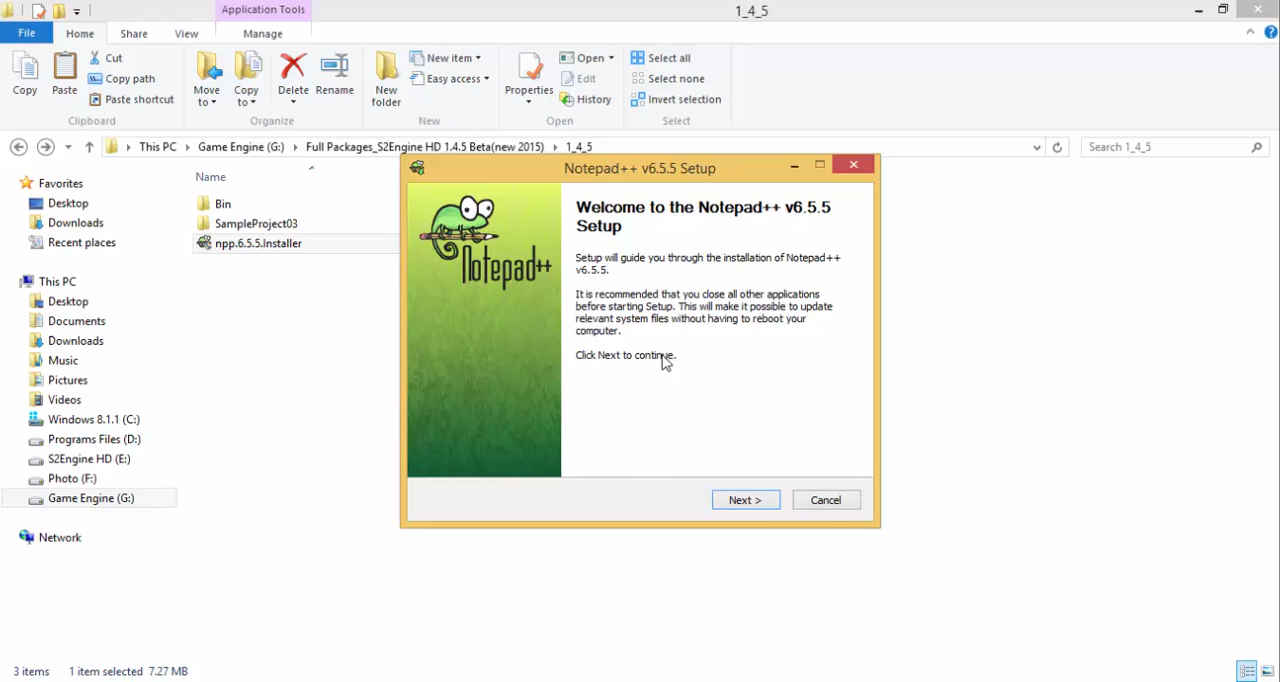 Application Tools
1_4_5
File
Home
Share
View
Manage
Copy
Paste
Cut
Copy path
Paste shortcut
Clipboard
Move to
Copy to
Delete
Rename
Organize
New folder
New item
Easy access
New
Properties
Open
Edit
History
Open
Select all
Select none
Invert selection
Select
This PC
Game Engine (G:)
Full Packages_S2Engine HD 1.4.5 Beta(new 2015)
1_4_5
Search 1_4_5
Favorites
Desktop
Downloads
Recent places
This PC
Desktop
Documents
Downloads
Music
Pictures
Videos
Windows 8.1.1 (C:)
Programs Files (D:)
S2Engine HD (E:)
Photo (F:)
Game Engine (G:)
Network
Name
Bin
SampleProject03
npp.6.5.5.Installer
Notepad++ v6.5.5 Setup
Notepad++
Welcome to the Notepad++ v6.5.5
Setup
Setup will guide you through the installation of Notepad++
v6.5.5.
It is recommended that you close all other applications
before starting Setup. This will make it possible to update
relevant system files without having to reboot your
computer.
Click Next to continue.
Next >
Cancel
3 items
1 item selected 7.27 MB